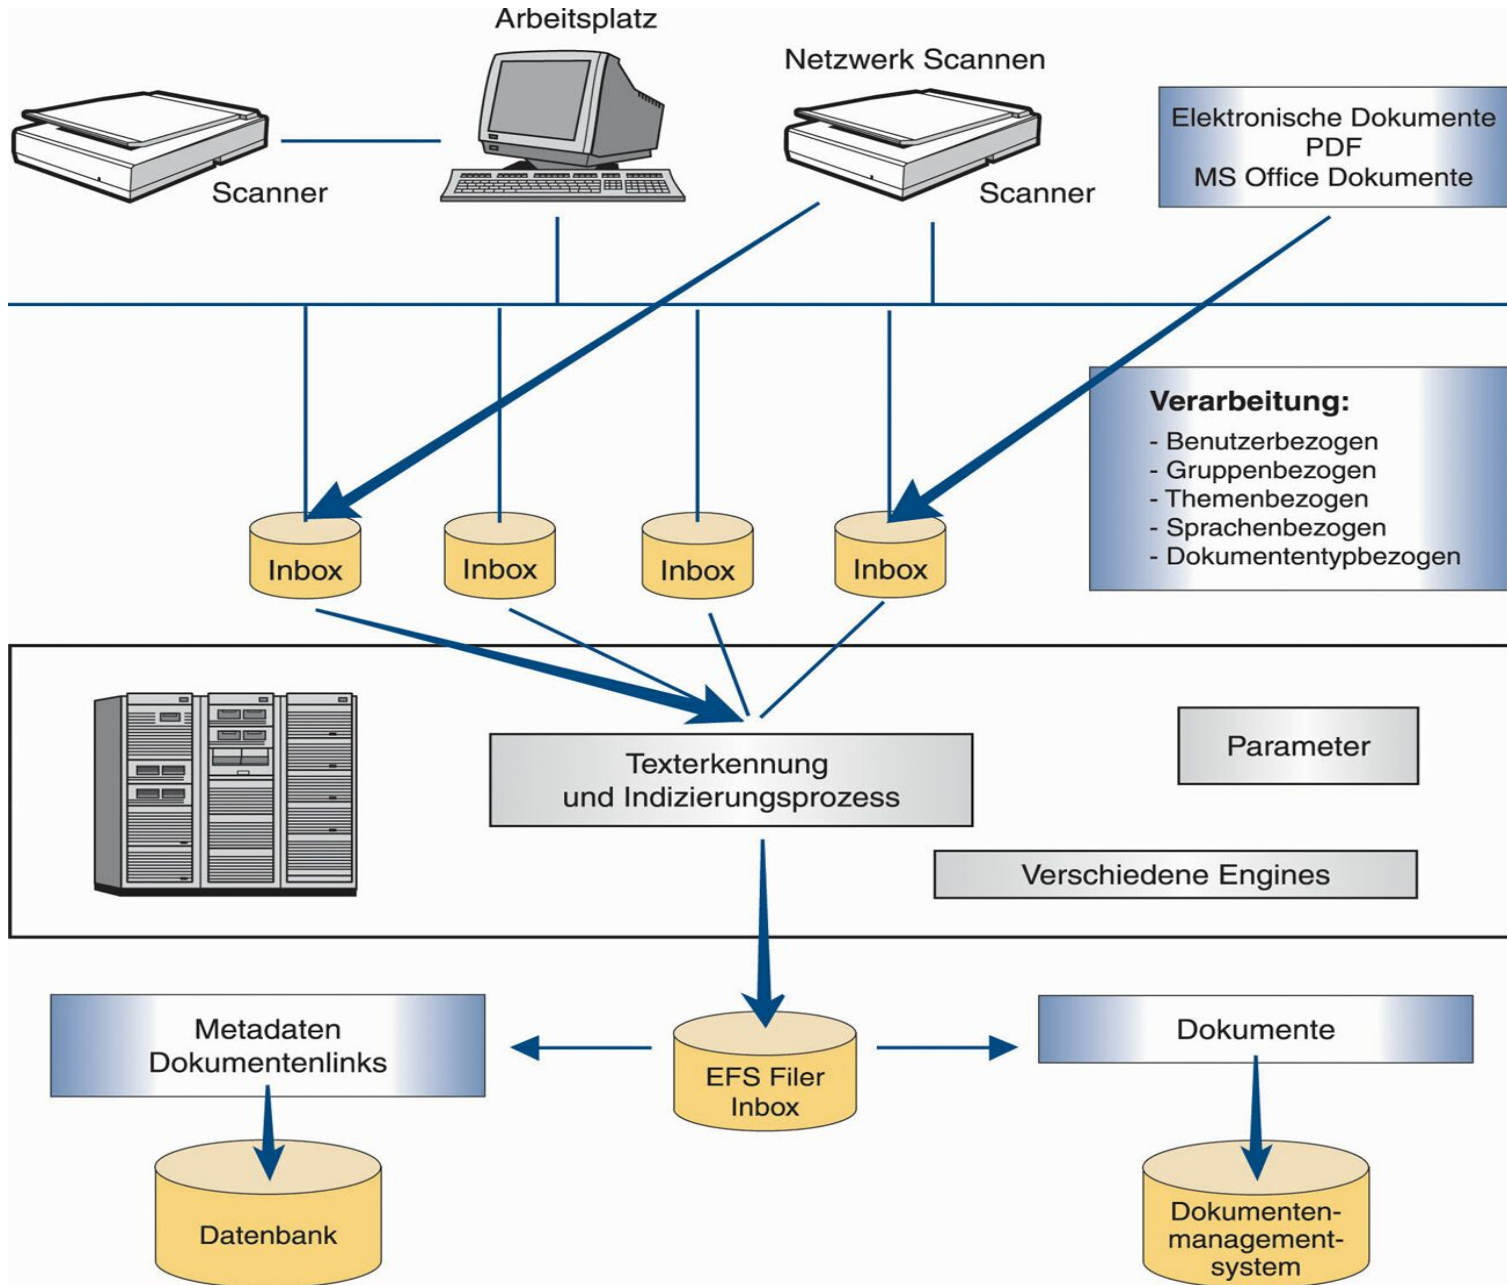 Arbeitsplatz
Netzwerk Scannen
Scanner
Scanner
Elektronische Dokumente
PDF
MS Office Dokumente
Verarbeitung:
- Benutzerbezogen
- Gruppenbezogen
- Themenbezogen
- Sprachenbezogen
- Dokumententypbezogen
Inbox
Inbox
Inbox
Inbox
Texterkennung
und Indizierungsprozess
Parameter
Verschiedene Engines
Metadaten
Dokumentenlinks
EFS Filer
Inbox
Dokumente
Datenbank
Dokumenten-
management-
system